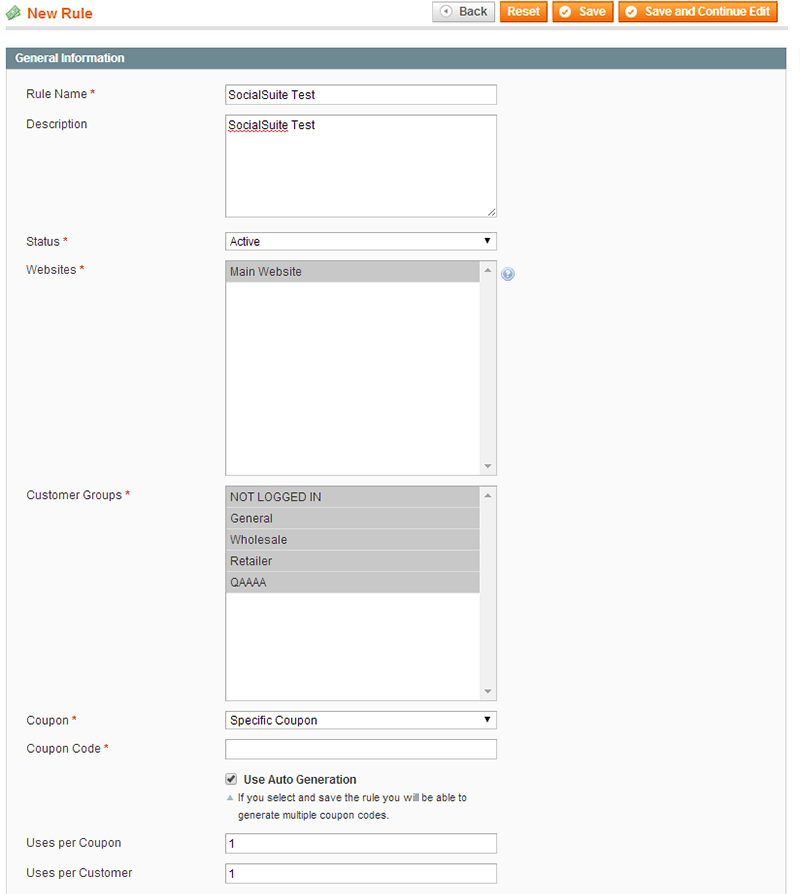 New Rule Back Reset Save Save and Continue Edit
General Information
Rule Name * SocialSuite Test
Description SocialSuite Test
Status * Active
Websites * Main Website
Customer Groups * NOT LOGGED IN
General
Wholesale
Retailer
QAAAA
Coupon * Specific Coupon
Coupon Code *
Use Auto Generation
If you select and save the rule you will be able to
generate multiple coupon codes.
Uses per Coupon 1
Uses per Customer 1